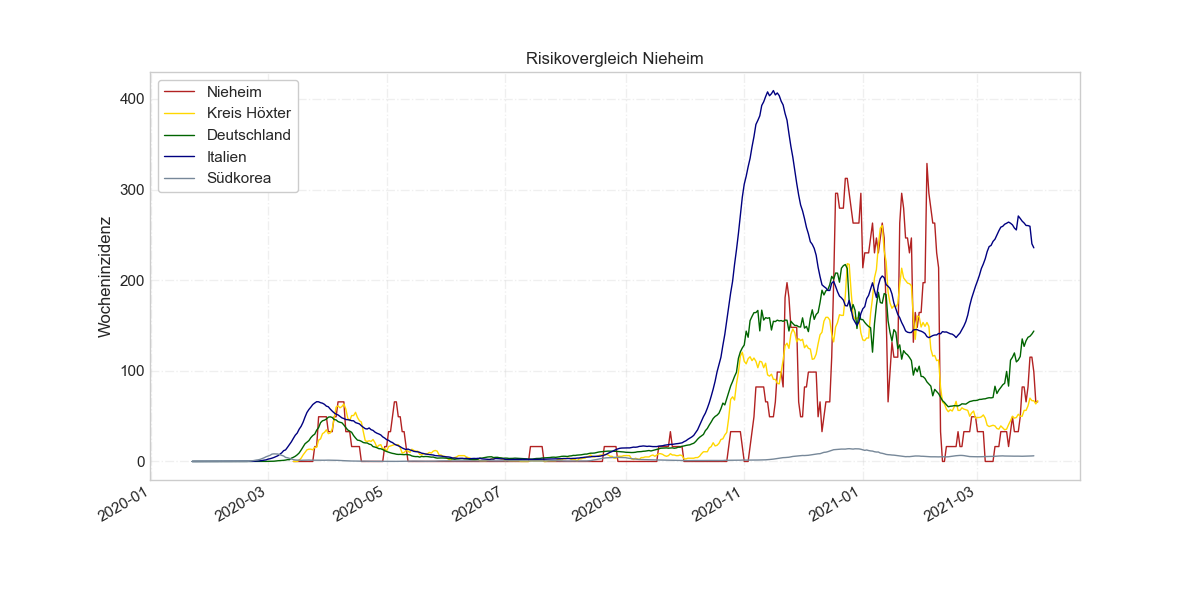 Risikovergleich Nieheim
Nieheim
Kreis Höxter
Deutschland
Italien
Südkorea
Wocheninzidenz
400
300
200
100
0
2020-01
2020-03
2020-05
2020-07
2020-09
2020-11
2021-01
2021-03